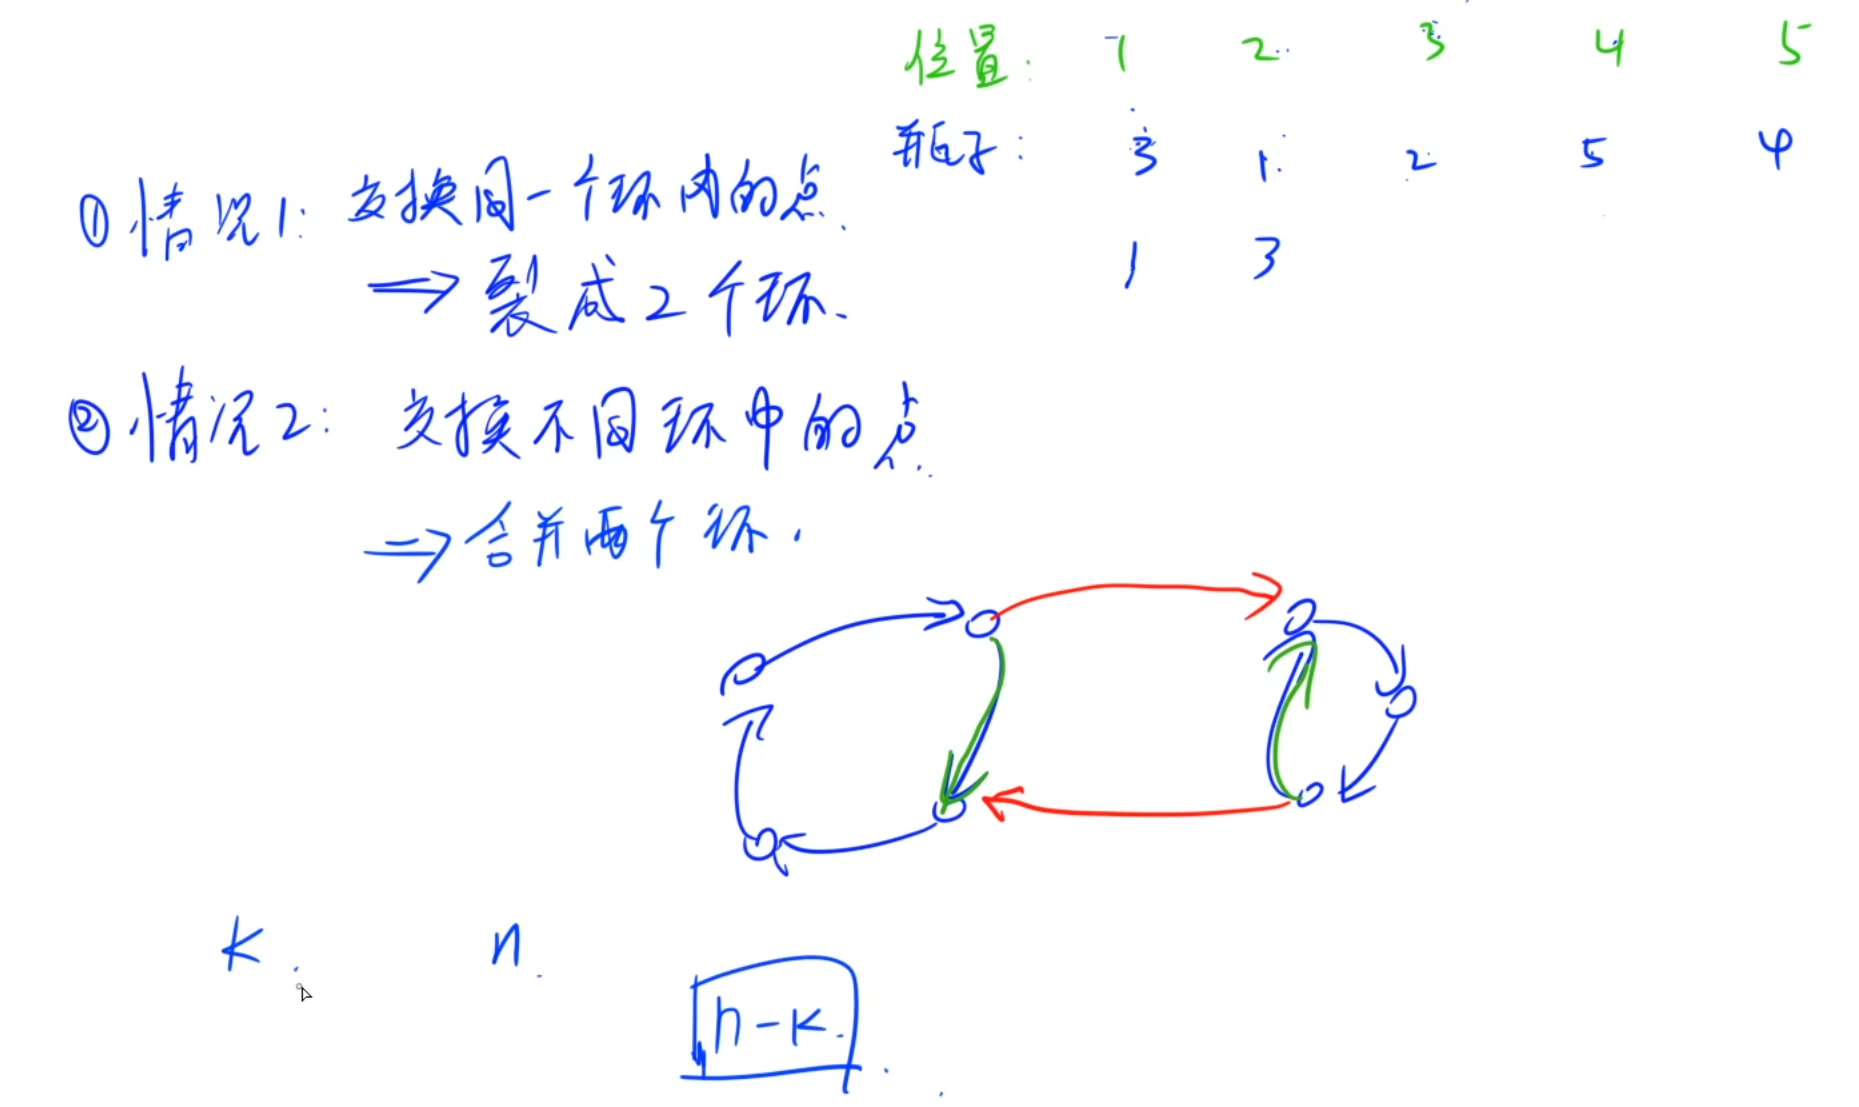 位置: 1 2 3 4 5
瓶子: 3 1 2 5 4
1 3
①情况1: 交换同一个环内的点.
⇒ 裂成2个环.
②情况2: 交换不同环中的点.
⇒ 合并两个环.
k. n.
n-k.